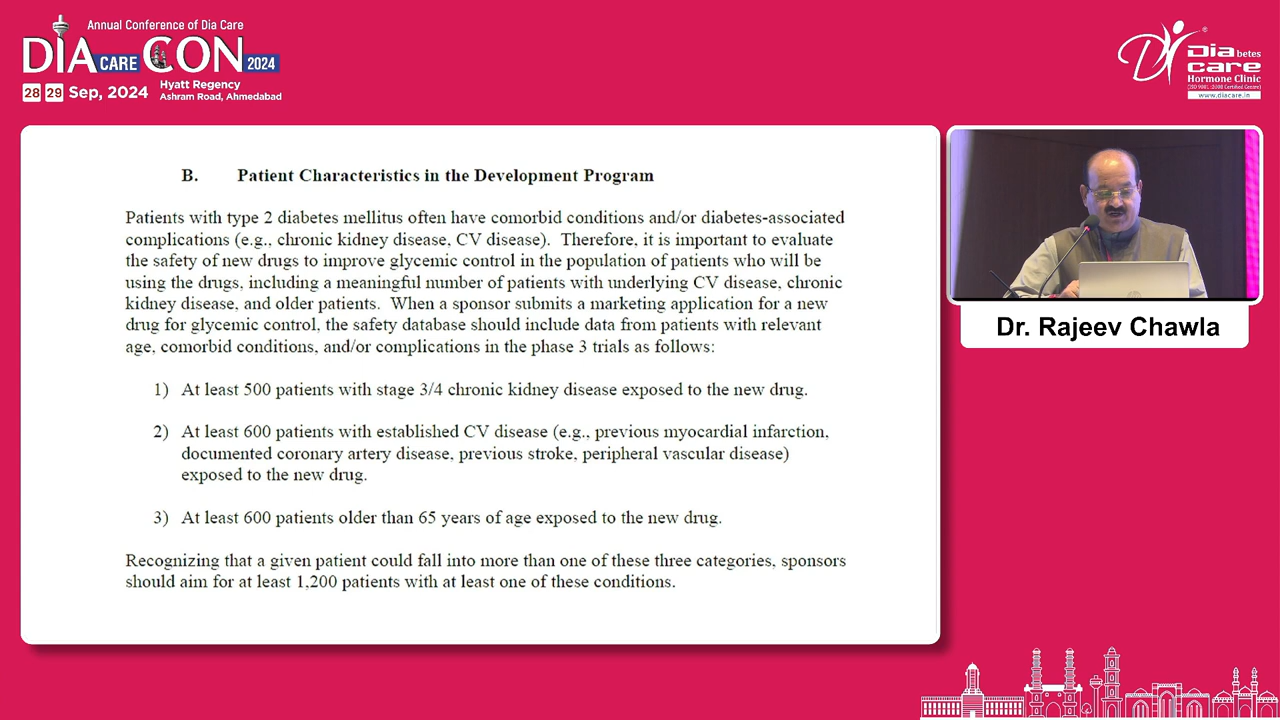 Annual Conference of Dia Care
DIA CARE CON 2024
28 29 Sep, 2024
Hyatt Regency
Ashram Road, Ahmedabad
Diabetes
care
Hormone Clinic
(ISO 9001:2008 Certified Centre)
www.diacare.in
B. Patient Characteristics in the Development Program
Patients with type 2 diabetes mellitus often have comorbid conditions and/or diabetes-associated
complications (e.g., chronic kidney disease, CV disease). Therefore, it is important to evaluate
the safety of new drugs to improve glycemic control in the population of patients who will be
using the drugs, including a meaningful number of patients with underlying CV disease, chronic
kidney disease, and older patients. When a sponsor submits a marketing application for a new
drug for glycemic control, the safety database should include data from patients with relevant
age, comorbid conditions, and/or complications in the phase 3 trials as follows:
1) At least 500 patients with stage 3/4 chronic kidney disease exposed to the new drug.
2) At least 600 patients with established CV disease (e.g., previous myocardial infarction,
documented coronary artery disease, previous stroke, peripheral vascular disease)
exposed to the new drug.
3) At least 600 patients older than 65 years of age exposed to the new drug.
Recognizing that a given patient could fall into more than one of these three categories, sponsors
should aim for at least 1,200 patients with at least one of these conditions.
Dr. Rajeev Chawla